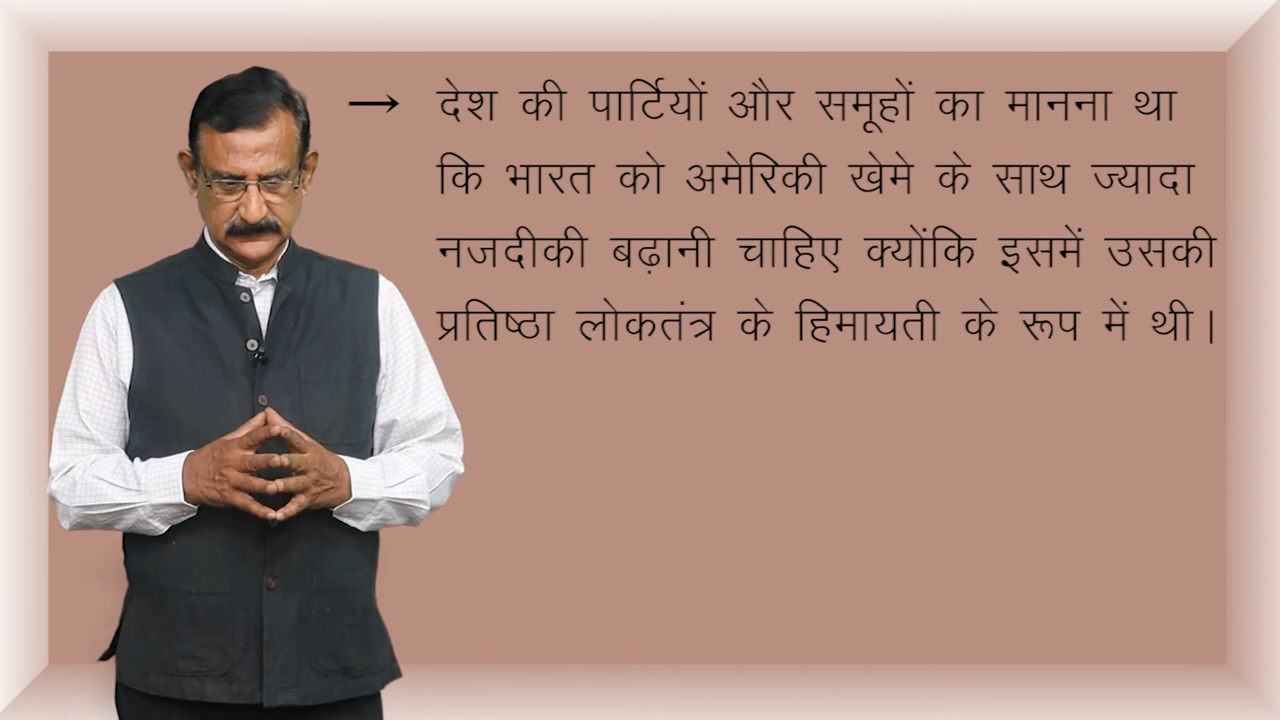 → देश की पार्टियों और समूहों का मानना था
कि भारत को अमेरिकी खेमे के साथ ज्यादा
नजदीकी बढ़ानी चाहिए क्योंकि इसमें उसकी
प्रतिष्ठा लोकतंत्र के हिमायती के रूप में थी।